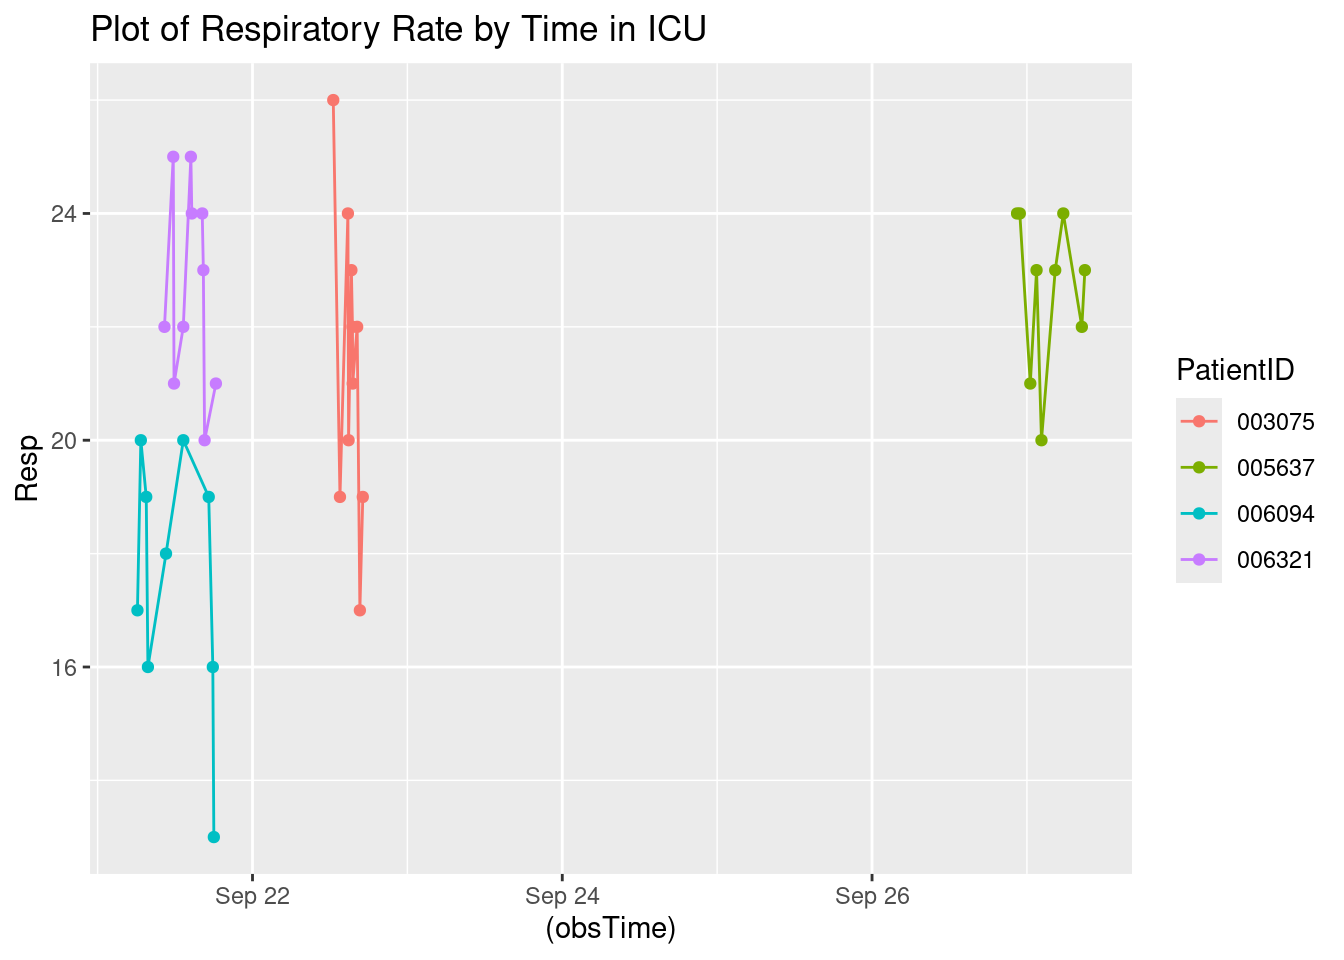 Plot of Respiratory Rate by Time in ICU
24
20
16
Resp
Sep 22
Sep 24
Sep 26
(obsTime)
PatientID
003075
005637
006094
006321